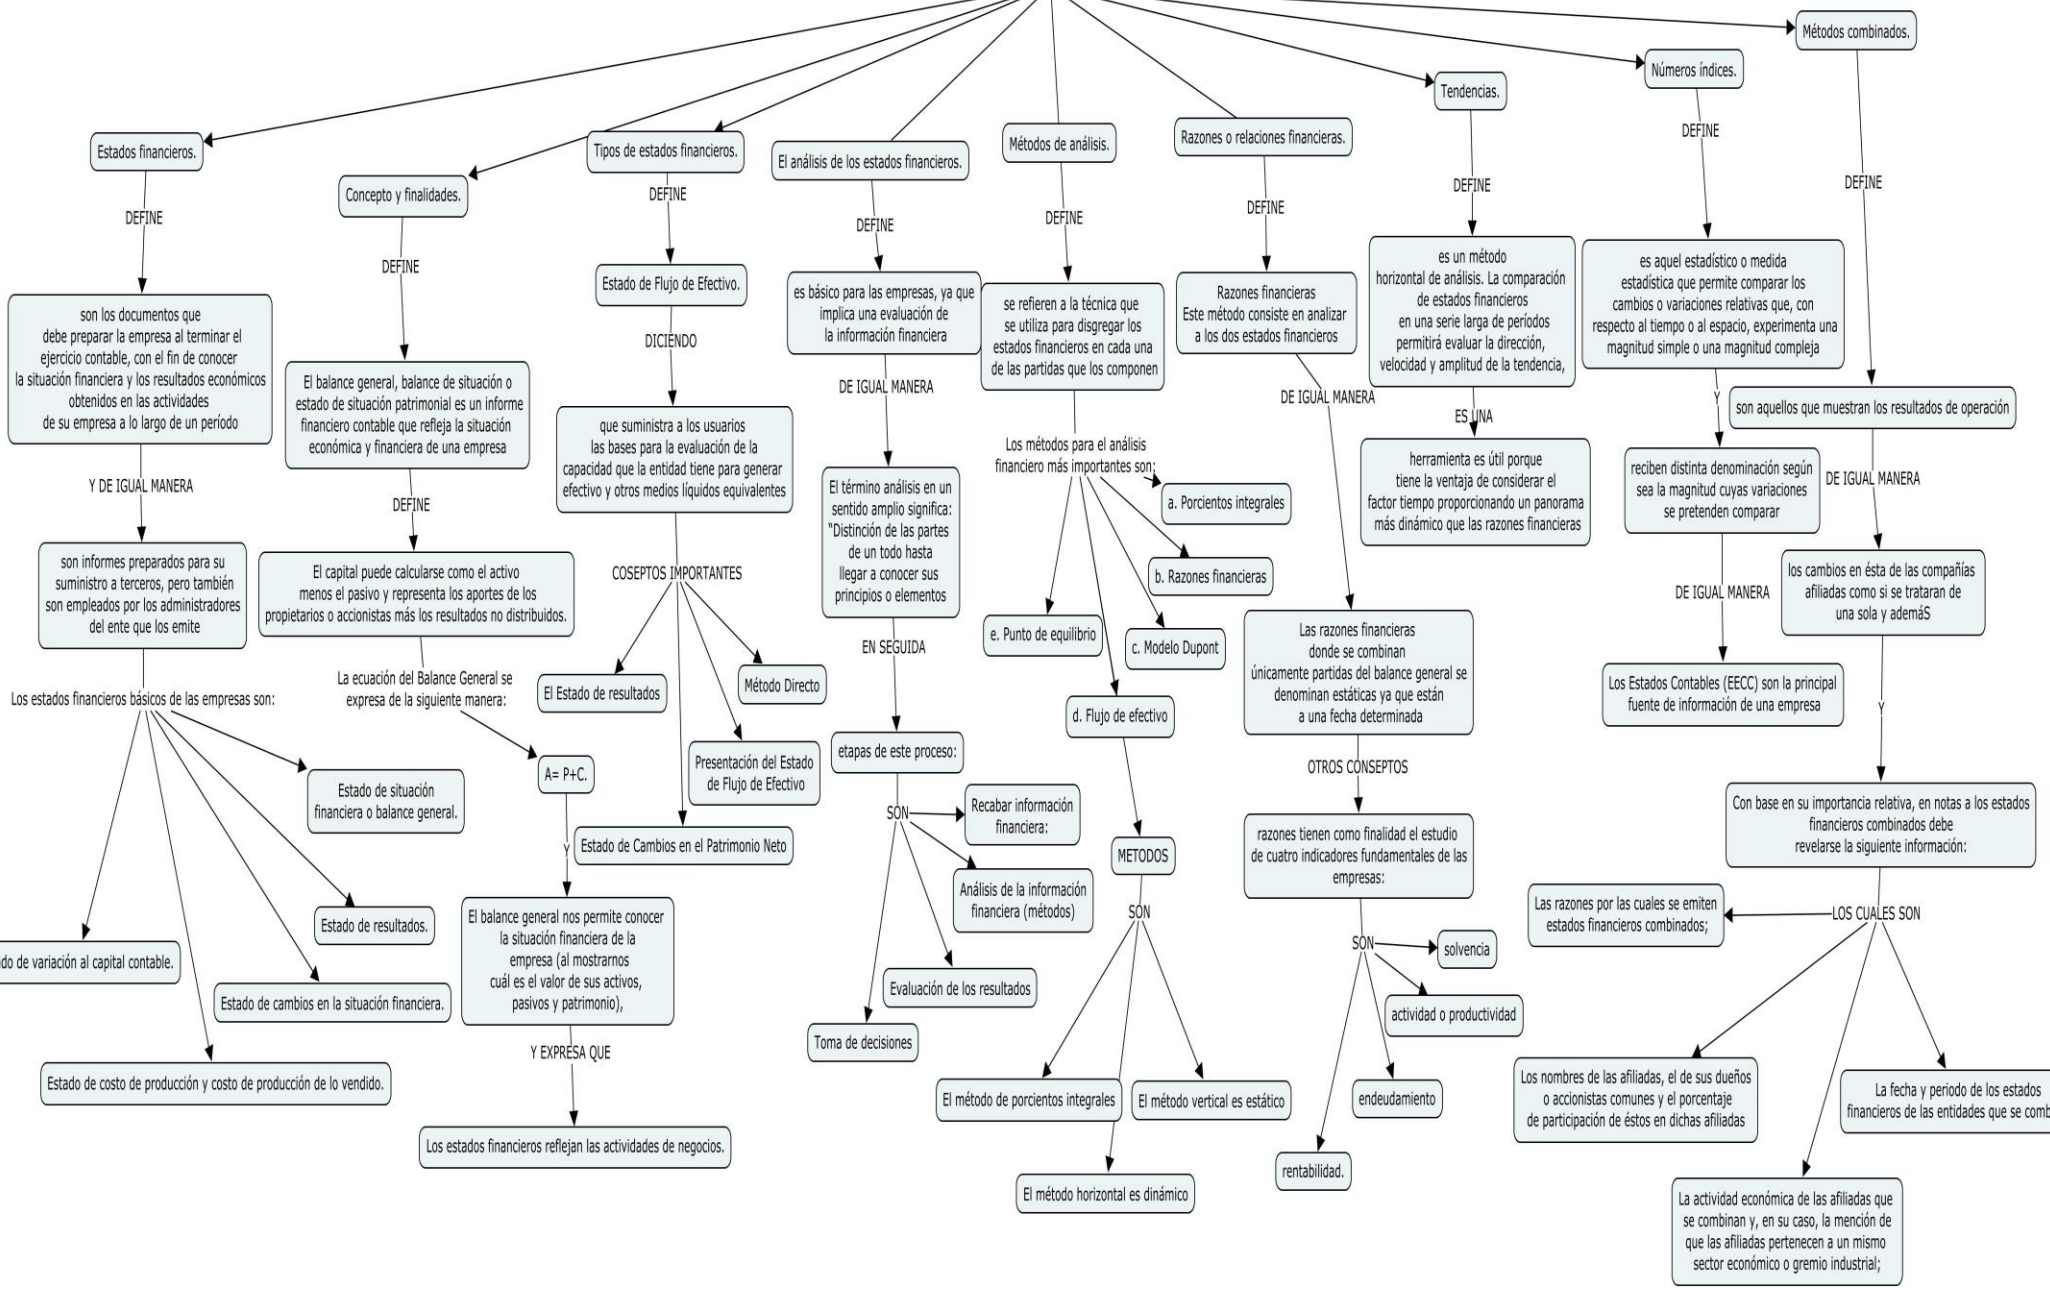 Estados financieros.
DEFINE
son los documentos que
debe preparar la empresa al terminar el
ejercicio contable, con el fin de conocer
la situación financiera y los resultados económicos
obtenidos en las actividades
de su empresa a lo largo de un período
Y DE IGUAL MANERA
son informes preparados para su
suministro a terceros, pero también
son empleados por los administradores
del ente que los emite
Los estados financieros básicos de las empresas son:
Estado de situación
financiera o balance general.
Estado de resultados.
do de variación al capital contable.
Estado de cambios en la situación financiera.
Estado de costo de producción y costo de producción de lo vendido.
Concepto y finalidades.
DEFINE
El balance general, balance de situación o
estado de situación patrimonial es un informe
financiero contable que refleja la situación
económica y financiera de una empresa
DEFINE
El capital puede calcularse como el activo
menos el pasivo y representa los aportes de los
propietarios o accionistas más los resultados no distribuidos.
La ecuación del Balance General se
expresa de la siguiente manera:
A= P+C.
Y
El balance general nos permite conocer
la situación financiera de la
empresa (al mostrarnos
cuál es el valor de sus activos,
pasivos y patrimonio),
Y EXPRESA QUE
Los estados financieros reflejan las actividades de negocios.
Tipos de estados financieros.
DEFINE
Estado de Flujo de Efectivo.
DICIENDO
que suministra a los usuarios
las bases para la evaluación de la
capacidad que la entidad tiene para generar
efectivo y otros medios líquidos equivalentes
COSEPTOS IMPORTANTES
El Estado de resultados
Método Directo
Presentación del Estado
de Flujo de Efectivo
Estado de Cambios en el Patrimonio Neto
El análisis de los estados financieros.
DEFINE
es básico para las empresas, ya que
implica una evaluación de
la información financiera
DE IGUAL MANERA
El término análisis en un
sentido amplio significa:
“Distinción de las partes
de un todo hasta
llegar a conocer sus
principios o elementos
EN SEGUIDA
etapas de este proceso:
SON
Recabar información
financiera:
Análisis de la información
financiera (métodos)
Evaluación de los resultados
Toma de decisiones
Métodos de análisis.
DEFINE
se refieren a la técnica que
se utiliza para disgregar los
estados financieros en cada una
de las partidas que los componen
Los métodos para el análisis
financiero más importantes son:
a. Porcientos integrales
b. Razones financieras
c. Modelo Dupont
e. Punto de equilibrio
d. Flujo de efectivo
METODOS
SON
El método de porcientos integrales
El método vertical es estático
El método horizontal es dinámico
Razones o relaciones financieras.
DEFINE
Razones financieras
Este método consiste en analizar
a los dos estados financieros
DE IGUAL MANERA
Las razones financieras
donde se combinan
únicamente partidas del balance general se
denominan estáticas ya que están
a una fecha determinada
OTROS CONSEPTOS
razones tienen como finalidad el estudio
de cuatro indicadores fundamentales de las
empresas:
SON
solvencia
actividad o productividad
endeudamiento
rentabilidad.
Tendencias.
DEFINE
es un método
horizontal de análisis. La comparación
de estados financieros
en una serie larga de períodos
permitirá evaluar la dirección,
velocidad y amplitud de la tendencia,
ES UNA
herramienta es útil porque
tiene la ventaja de considerar el
factor tiempo proporcionando un panorama
más dinámico que las razones financieras
Números índices.
DEFINE
es aquel estadístico o medida
estadística que permite comparar los
cambios o variaciones relativas que, con
respecto al tiempo o al espacio, experimenta una
magnitud simple o una magnitud compleja
Y
reciben distinta denominación según
sea la magnitud cuyas variaciones
se pretenden comparar
DE IGUAL MANERA
Los Estados Contables (EECC) son la principal
fuente de información de una empresa
Métodos combinados.
DEFINE
son aquellos que muestran los resultados de operación
DE IGUAL MANERA
los cambios en ésta de las compañías
afiliadas como si se trataran de
una sola y ademáS
Y
Con base en su importancia relativa, en notas a los estados
financieros combinados debe
revelarse la siguiente información:
LOS CUALES SON
Las razones por las cuales se emiten
estados financieros combinados;
Los nombres de las afiliadas, el de sus dueños
o accionistas comunes y el porcentaje
de participación de éstos en dichas afiliadas
La fecha y periodo de los estados
financieros de las entidades que se comb
La actividad económica de las afiliadas que
se combinan y, en su caso, la mención de
que las afiliadas pertenecen a un mismo
sector económico o gremio industrial;